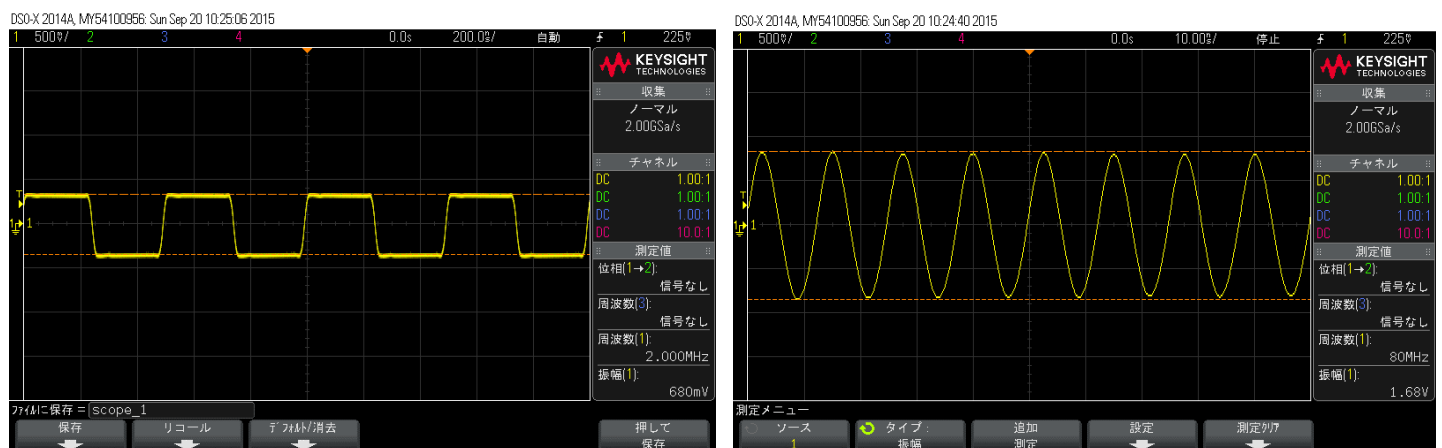 DSO-X 2014A, MY54100956: Sun Sep 20 10:25:06 2015
1 500㎷/ 2 3 4 0.0s 200.0㎱/ 自動 1 225㎷
KEYSIGHT
TECHNOLOGIES
収集
ノーマル
2.00GSa/s
チャネル
DC 1.00:1
DC 1.00:1
DC 1.00:1
DC 10.0:1
測定値
位相(1→2):
信号なし
周波数(3):
信号なし
周波数(1):
2.000MHz
振幅(1):
680mV
T
1
ファイルに保存 = scope_1
保存
リコール
デフォルト/消去
押して
保存
DSO-X 2014A, MY54100956: Sun Sep 20 10:24:40 2015
1 500㎷/ 2 3 4 0.0s 10.00㎱/ 停止 1 225㎷
KEYSIGHT
TECHNOLOGIES
収集
ノーマル
2.00GSa/s
チャネル
DC 1.00:1
DC 1.00:1
DC 1.00:1
DC 10.0:1
測定値
位相(1→2):
信号なし
周波数(3):
信号なし
周波数(1):
80MHz
振幅(1):
1.68V
T
1
測定メニュー
ソース
1
タイプ:
振幅
追加
測定
設定
測定クリア